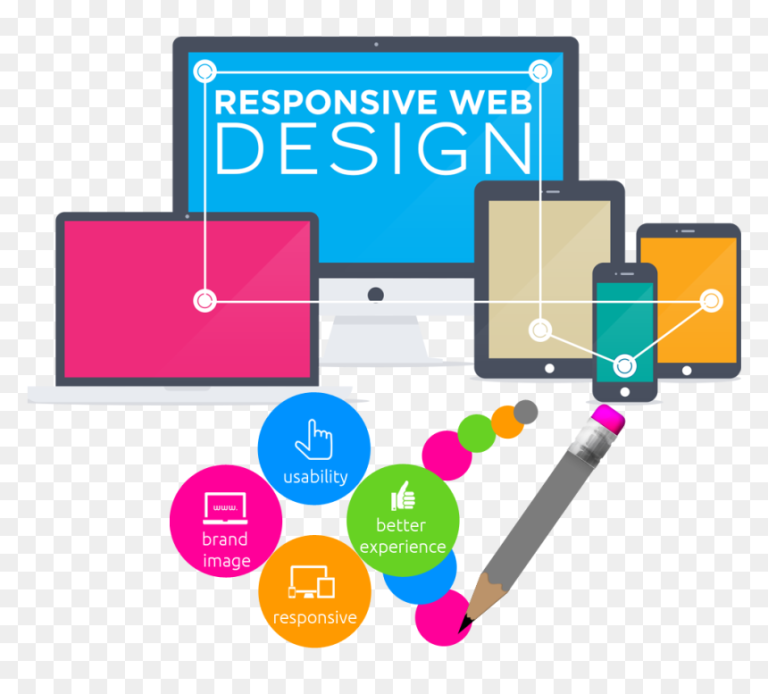 RESPONSIVE WEB
DESIGN
usability
www.
brand
image
better
experience
responsive